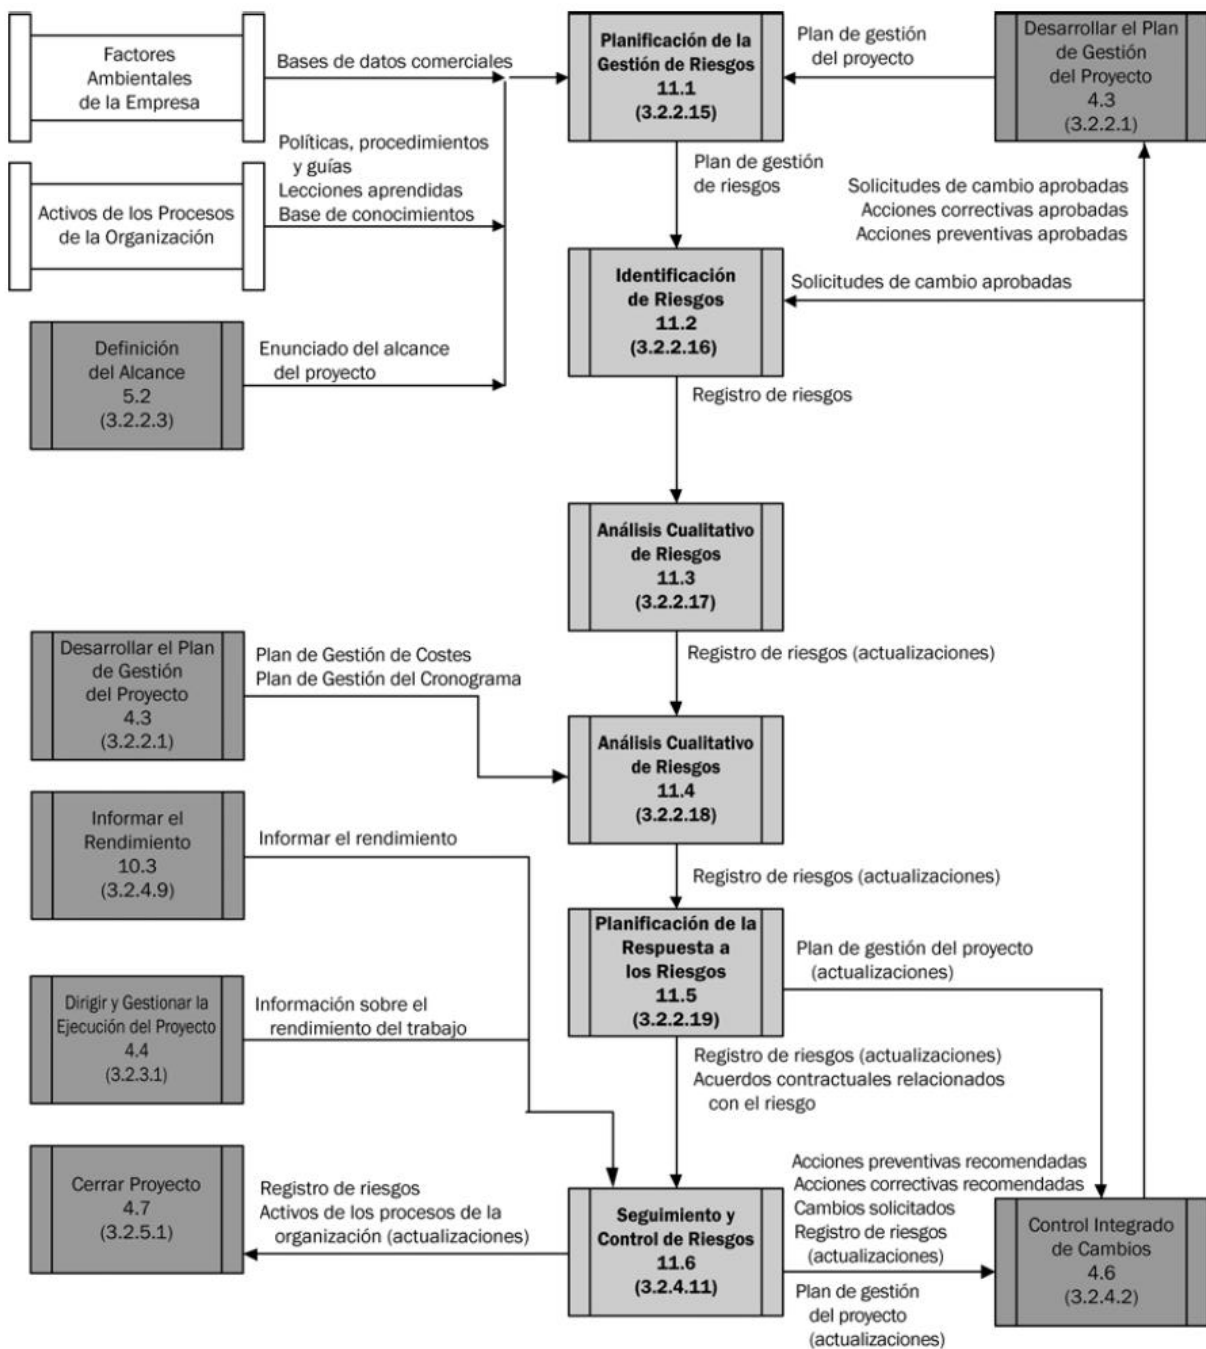 Factores
Ambientales
de la Empresa
Bases de datos comerciales
Planificación de la
Gestión de Riesgos
11.1
(3.2.2.15)
Plan de gestión
del proyecto
Desarrollar el Plan
de Gestión
del Proyecto
4.3
(3.2.2.1)
Políticas, procedimientos
y guías
Lecciones aprendidas
Base de conocimientos
Activos de los Procesos
de la Organización
Plan de gestión
de riesgos
Solicitudes de cambio aprobadas
Acciones correctivas aprobadas
Acciones preventivas aprobadas
Identificación
de Riesgos
11.2
(3.2.2.16)
Solicitudes de cambio aprobadas
Definición
del Alcance
5.2
(3.2.2.3)
Enunciado del alcance
del proyecto
Registro de riesgos
Análisis Cualitativo
de Riesgos
11.3
(3.2.2.17)
Registro de riesgos (actualizaciones)
Desarrollar el Plan
de Gestión
del Proyecto
4.3
(3.2.2.1)
Plan de Gestión de Costes
Plan de Gestión del Cronograma
Análisis Cualitativo
de Riesgos
11.4
(3.2.2.18)
Informar el
Rendimiento
10.3
(3.2.4.9)
Informar el rendimiento
Registro de riesgos (actualizaciones)
Planificación de la
Respuesta a
los Riesgos
11.5
(3.2.2.19)
Plan de gestión del proyecto
(actualizaciones)
Dirigir y Gestionar la
Ejecución del Proyecto
4.4
(3.2.3.1)
Información sobre el
rendimiento del trabajo
Registro de riesgos (actualizaciones)
Acuerdos contractuales relacionados
con el riesgo
Cerrar Proyecto
4.7
(3.2.5.1)
Registro de riesgos
Activos de los procesos de la
organización (actualizaciones)
Seguimiento y
Control de Riesgos
11.6
(3.2.4.11)
Acciones preventivas recomendadas
Acciones correctivas recomendadas
Cambios solicitados
Registro de riesgos
(actualizaciones)
Plan de gestión
del proyecto
(actualizaciones)
Control Integrado
de Cambios
4.6
(3.2.4.2)